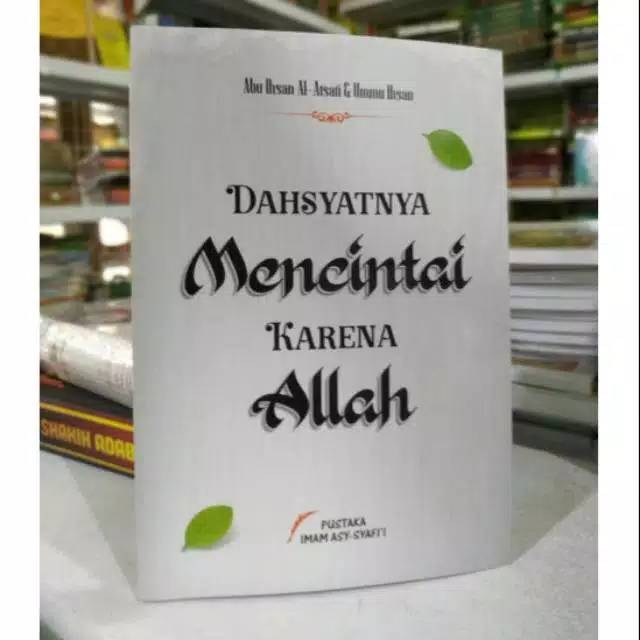 Abu Ihsan Al-Atsari & Ummu Ihsan
DAHSYATNYA
Mencintai
KARENA
Allah
PUSTAKA
IMAM ASY-SYAFI'I
SHAHIH ADAB